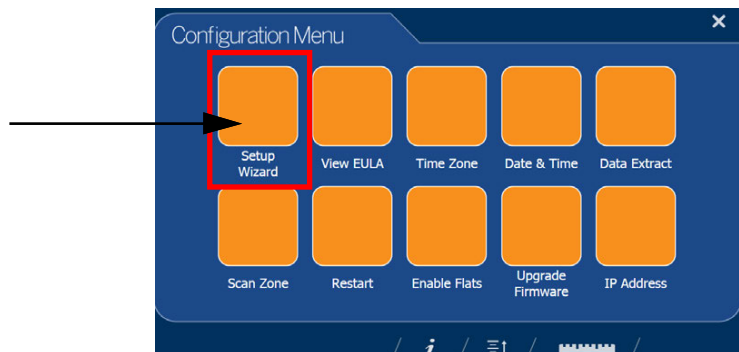 Configuration Menu
Setup
Wizard
View EULA
Time Zone
Date & Time
Data Extract
Scan Zone
Restart
Enable Flats
Upgrade
Firmware
IP Address